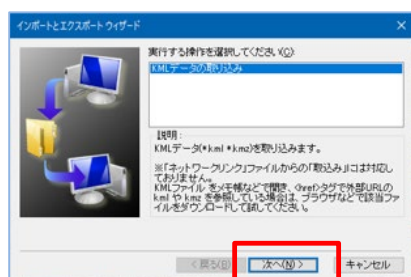 インポートとエクスポート ウィザード
実行する操作を選択してください(C):
KMLデータの取り込み
説明:
KMLデータ(*.kml *.kmz)を取り込みます。
※「ネットワークリンク」ファイルからの「取込み」には対応し
ておりません。
KMLファイルをメモ帳などで開き、<href>タグで外部URLの
kml や kmz を参照している場合は、ブラウザなどで該当ファ
イルをダウンロードして試してください。
< 戻る(B)
次へ(N) >
キャンセル